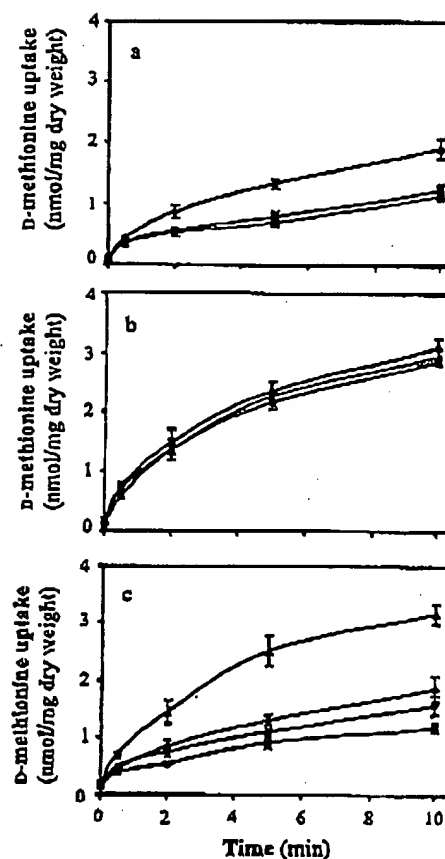 a
D-methionine uptake
(nmol/mg dry weight)
4
3
2
1
0
b
D-methionine uptake
(nmol/mg dry weight)
4
3
2
1
0
c
D-methionine uptake
(nmol/mg dry weight)
4
3
2
1
0
0 2 4 6 8 10
Time (min)